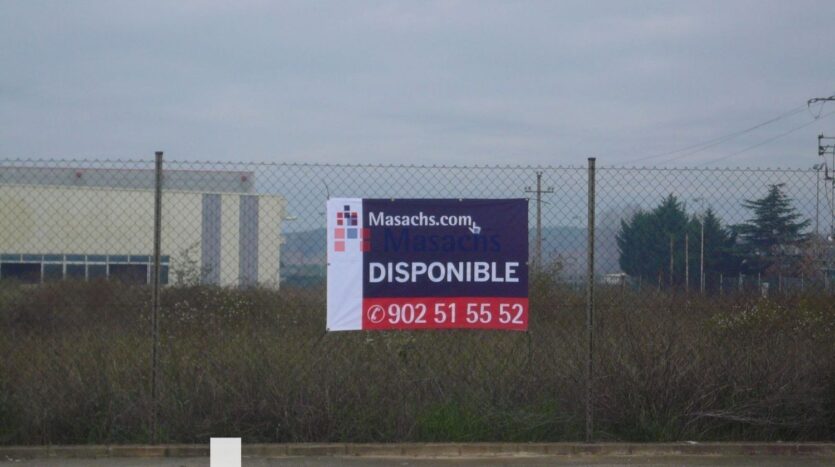 Masachs.com
Masachs
DISPONIBLE
902 51 55 52